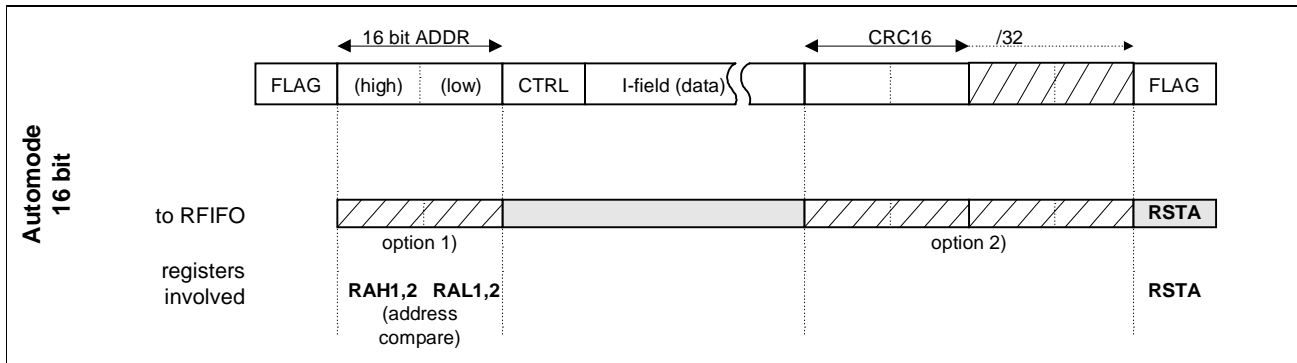 16 bit ADDR CRC16 /32
FLAG (high) (low) CTRL I-field (data) FLAG
Automode
16 bit
to RFIFO RSTA
option 1) option 2)
registers
involved RAH1,2 RAL1,2 RSTA
(address
compare)